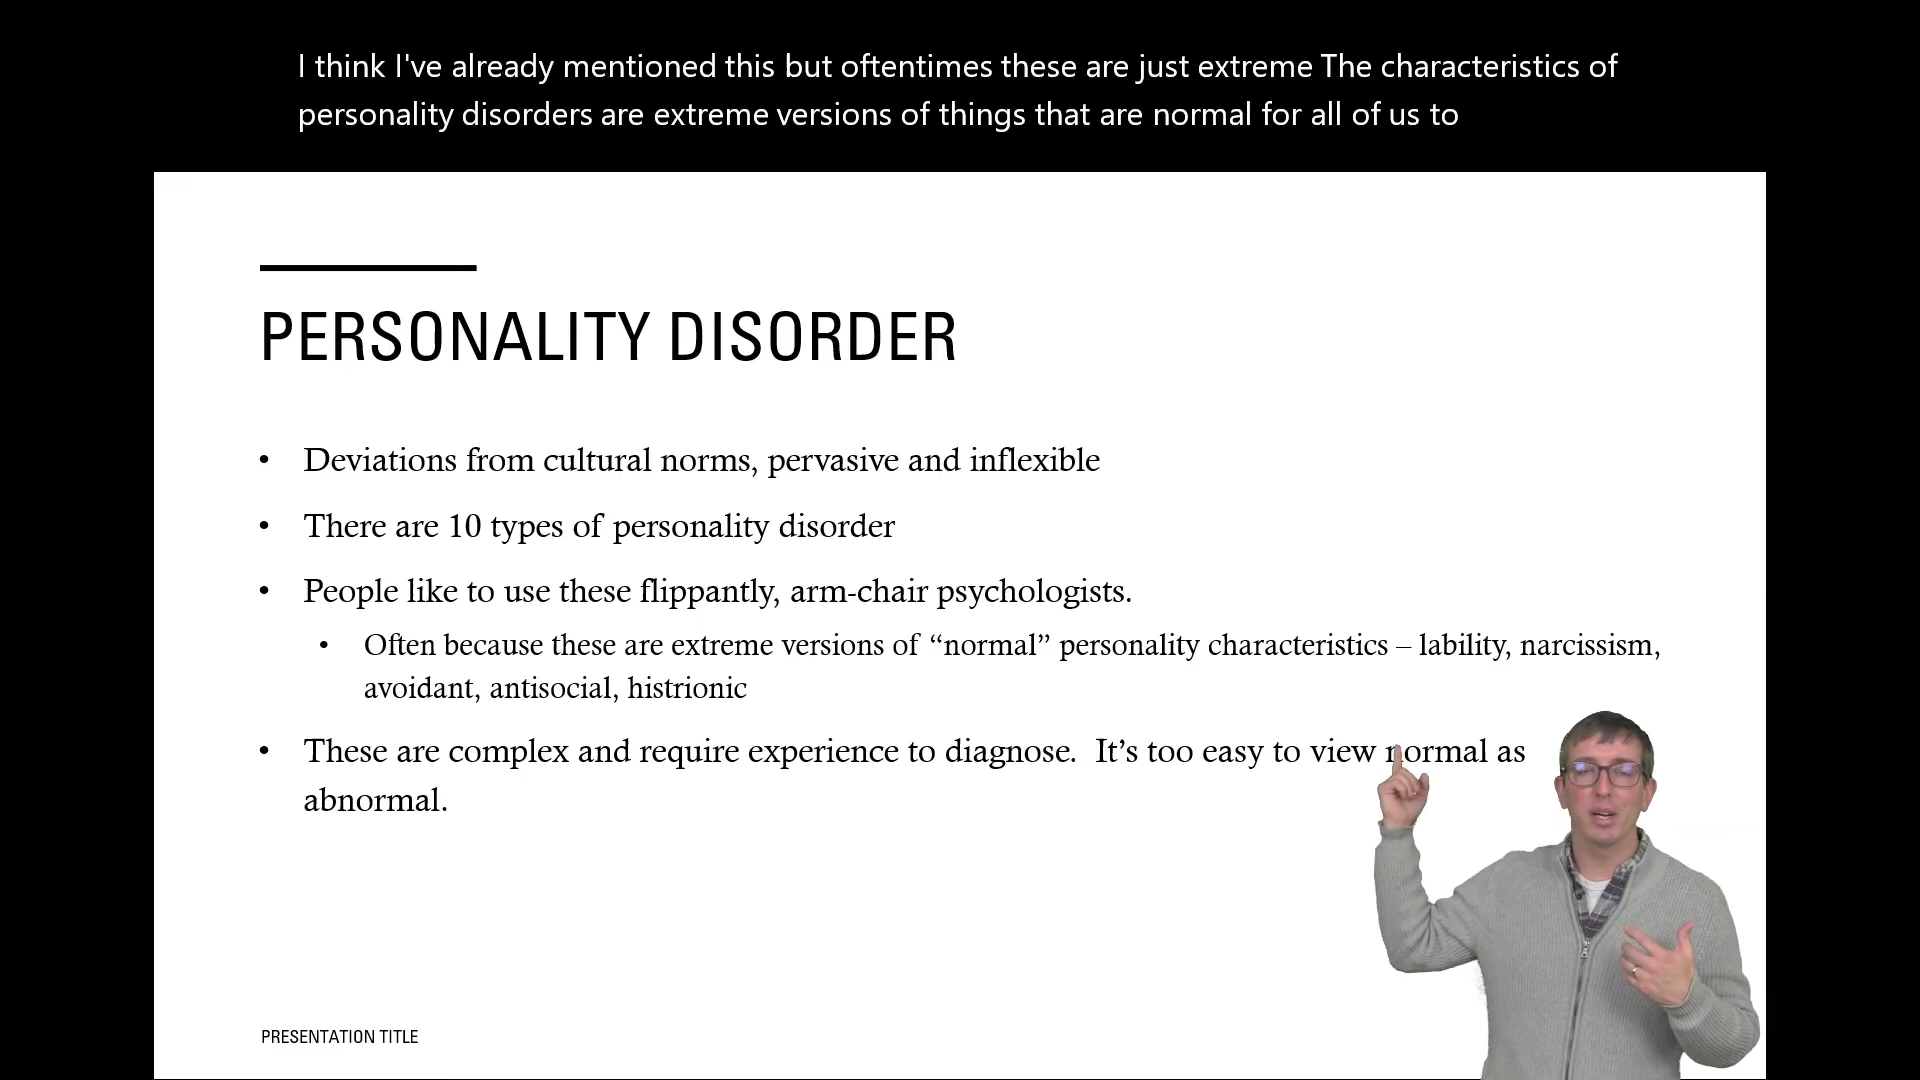 I think I've already mentioned this but oftentimes these are just extreme The characteristics of
personality disorders are extreme versions of things that are normal for all of us to
PERSONALITY DISORDER
• Deviations from cultural norms, pervasive and inflexible
• There are 10 types of personality disorder
• People like to use these flippantly, arm-chair psychologists.
• Often because these are extreme versions of “normal” personality characteristics – lability, narcissism,
avoidant, antisocial, histrionic
• These are complex and require experience to diagnose.  It’s too easy to view normal as
abnormal.
PRESENTATION TITLE